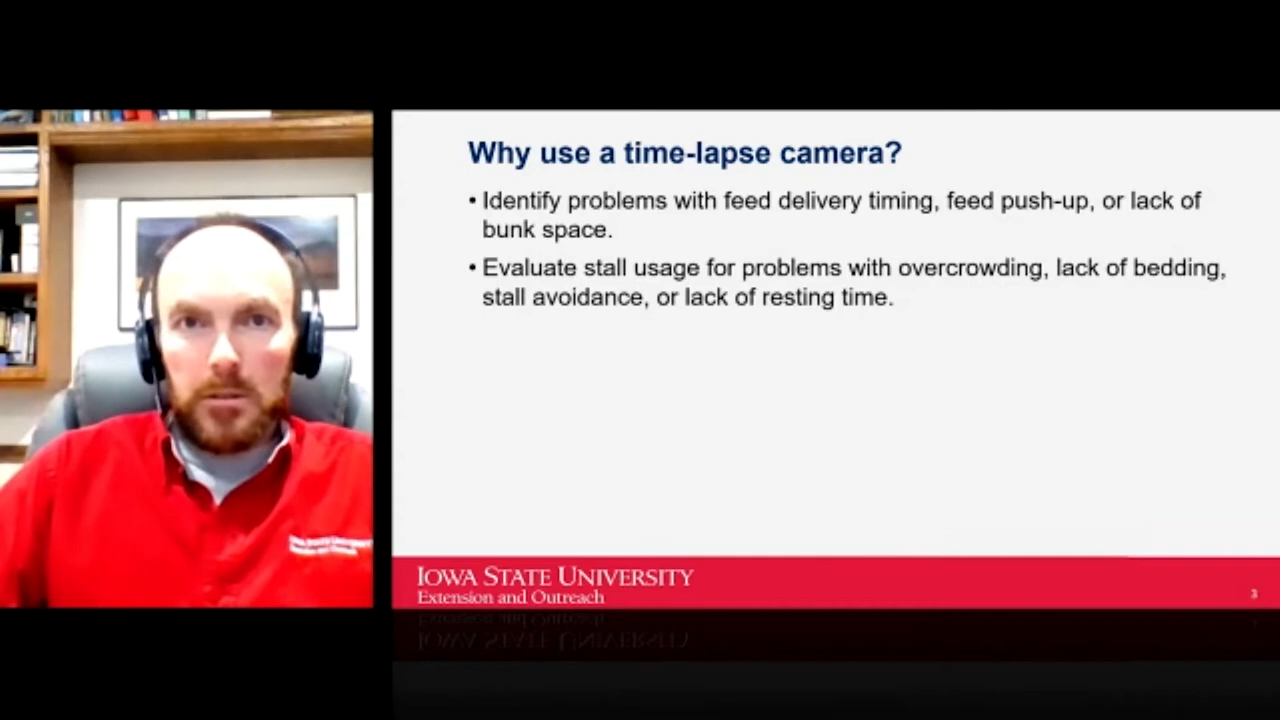 Why use a time-lapse camera?
• Identify problems with feed delivery timing, feed push-up, or lack of
bunk space.
• Evaluate stall usage for problems with overcrowding, lack of bedding,
stall avoidance, or lack of resting time.
IOWA STATE UNIVERSITY
Extension and Outreach
3